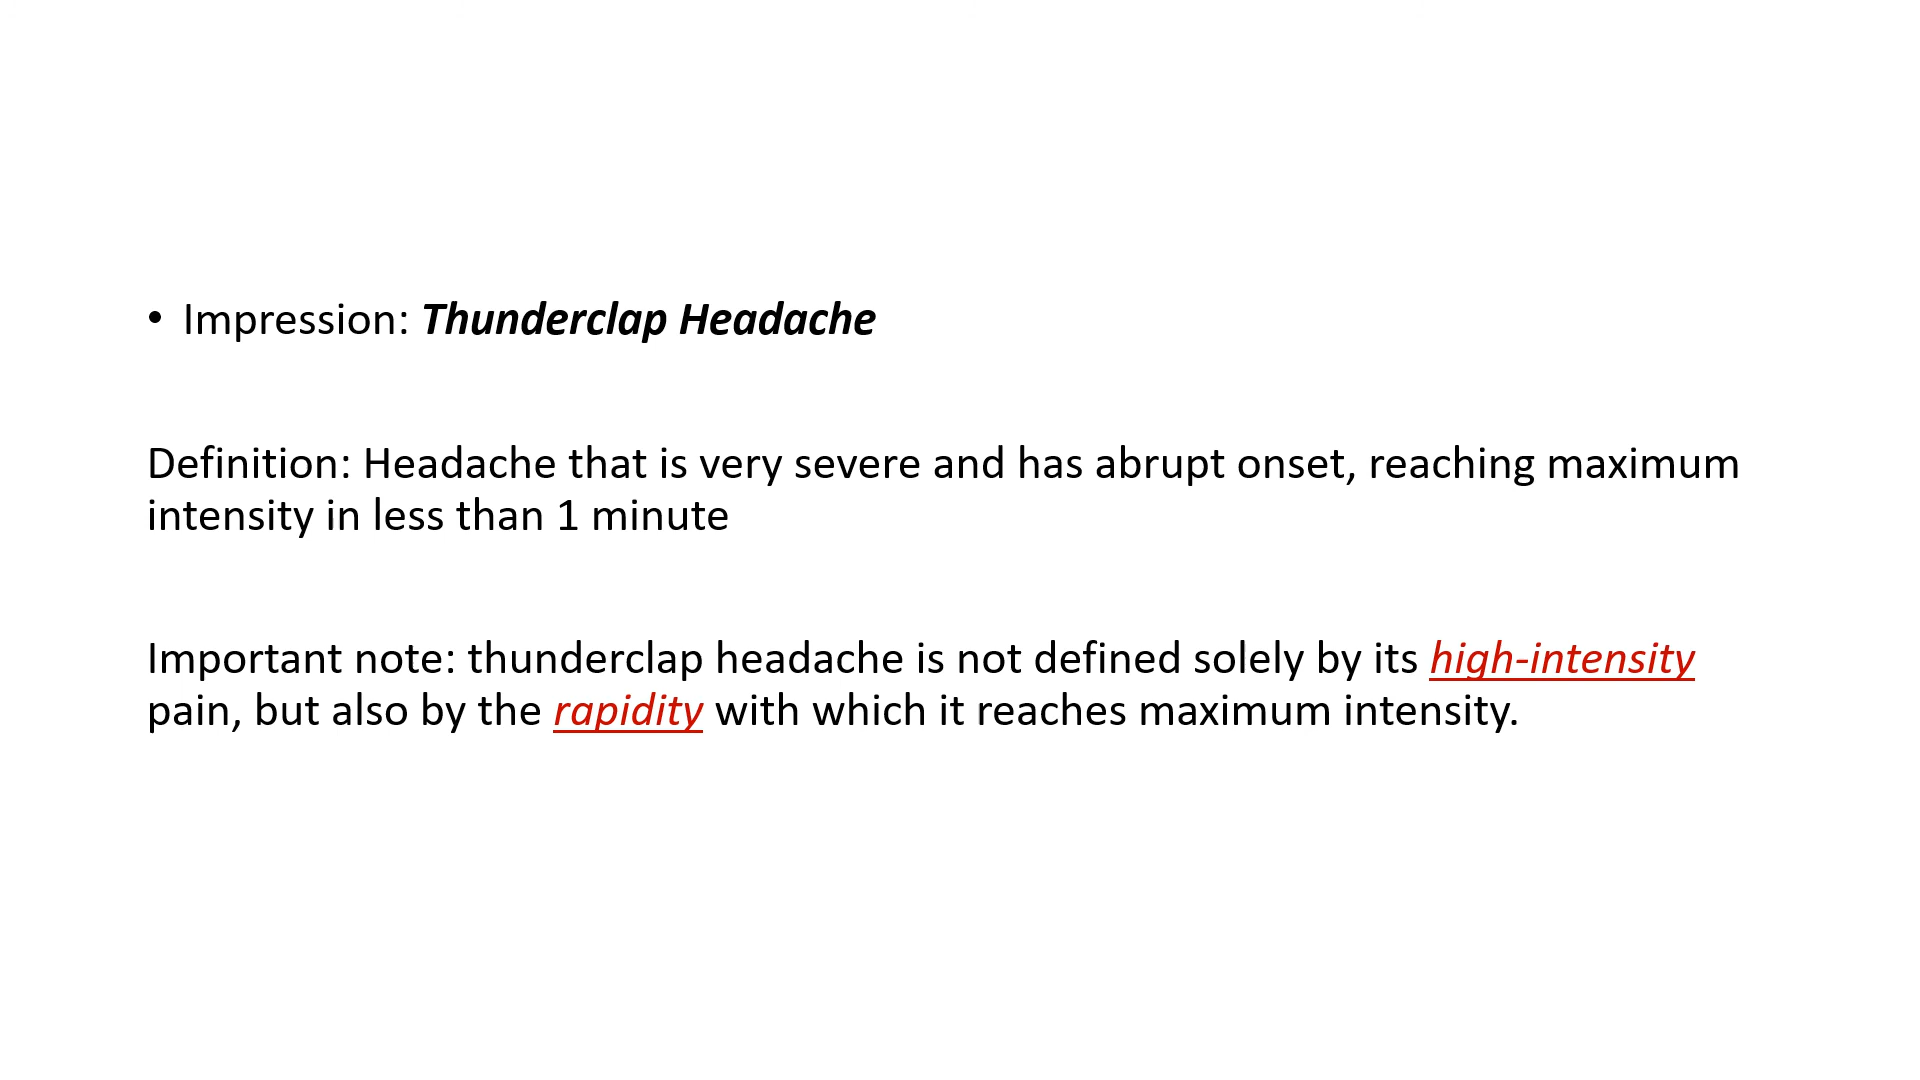 • Impression: Thunderclap Headache
Definition: Headache that is very severe and has abrupt onset, reaching maximum
intensity in less than 1 minute
Important note: thunderclap headache is not defined solely by its high-intensity
pain, but also by the rapidity with which it reaches maximum intensity.